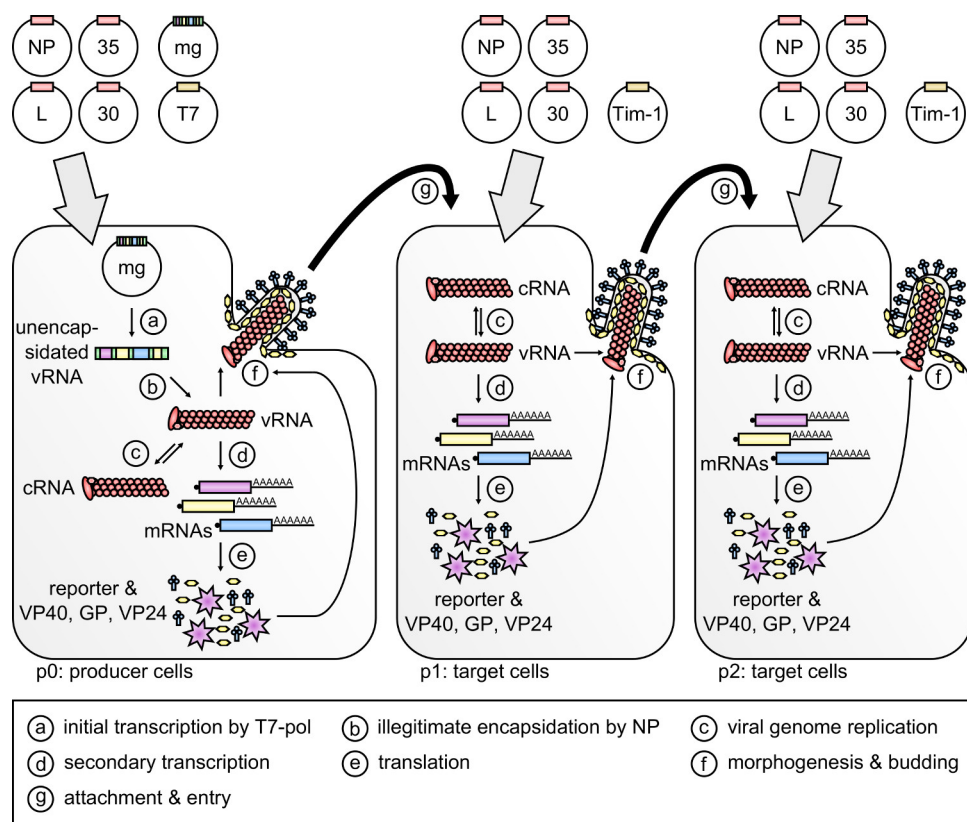 NP 35 mg
L 30 T7
NP 35
L 30 Tim-1
NP 35
L 30 Tim-1
g
g
mg
a
unencap-
sidated
vRNA
b
f
vRNA
c
d
cRNA
AAAAAA
AAAAAA
mRNAs
AAAAAA
e
reporter &
VP40, GP, VP24
p0: producer cells
cRNA
c
vRNA
f
d
AAAAAA
AAAAAA
mRNAs
AAAAAA
e
reporter &
VP40, GP, VP24
p1: target cells
cRNA
c
vRNA
f
d
AAAAAA
AAAAAA
mRNAs
AAAAAA
e
reporter &
VP40, GP, VP24
p2: target cells
a initial transcription by T7-pol
b illegitimate encapsidation by NP
c viral genome replication
d secondary transcription
e translation
f morphogenesis & budding
g attachment & entry